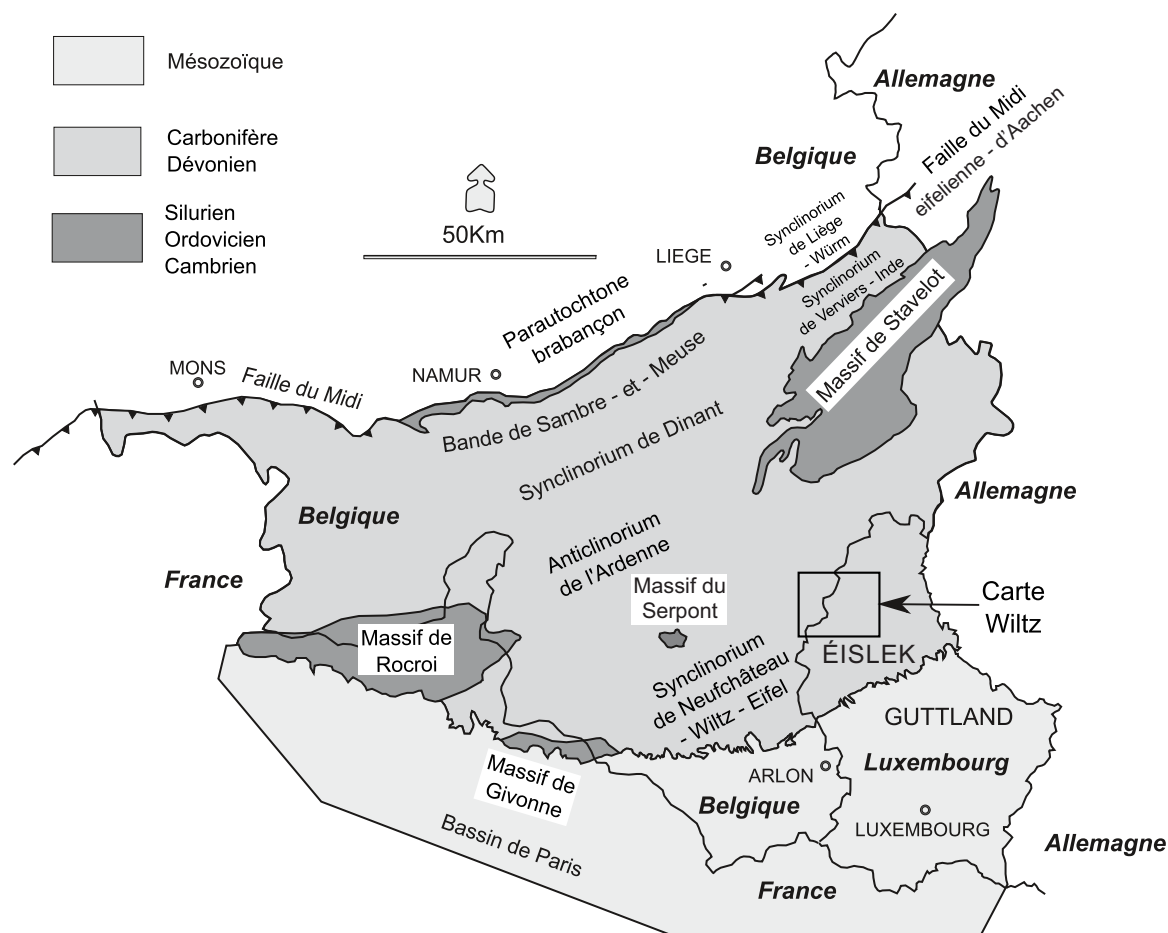 Mésozoïque
Carbonifère
Dévonien
Silurien
Ordovicien
Cambrien
50Km
Allemagne
Belgique
Faille du Midi
eifelienne - d'Aachen
Synclinorium
de Liège
- Würm
LIEGE
Synclinorium
de Verviers - Inde
Massif de Stavelot
Parautochtone
brabançon
MONS
Faille du Midi
NAMUR
Bande de Sambre - et - Meuse
Synclinorium de Dinant
Belgique
Allemagne
Anticlinorium
de l'Ardenne
France
Massif du
Serpont
Carte
Wiltz
Massif de
Rocroi
ÉISLEK
Synclinorium
de Neufchâteau
- Wiltz - Eifel
GUTTLAND
Luxembourg
ARLON
Massif de
Givonne
Belgique
LUXEMBOURG
Bassin de Paris
Allemagne
France